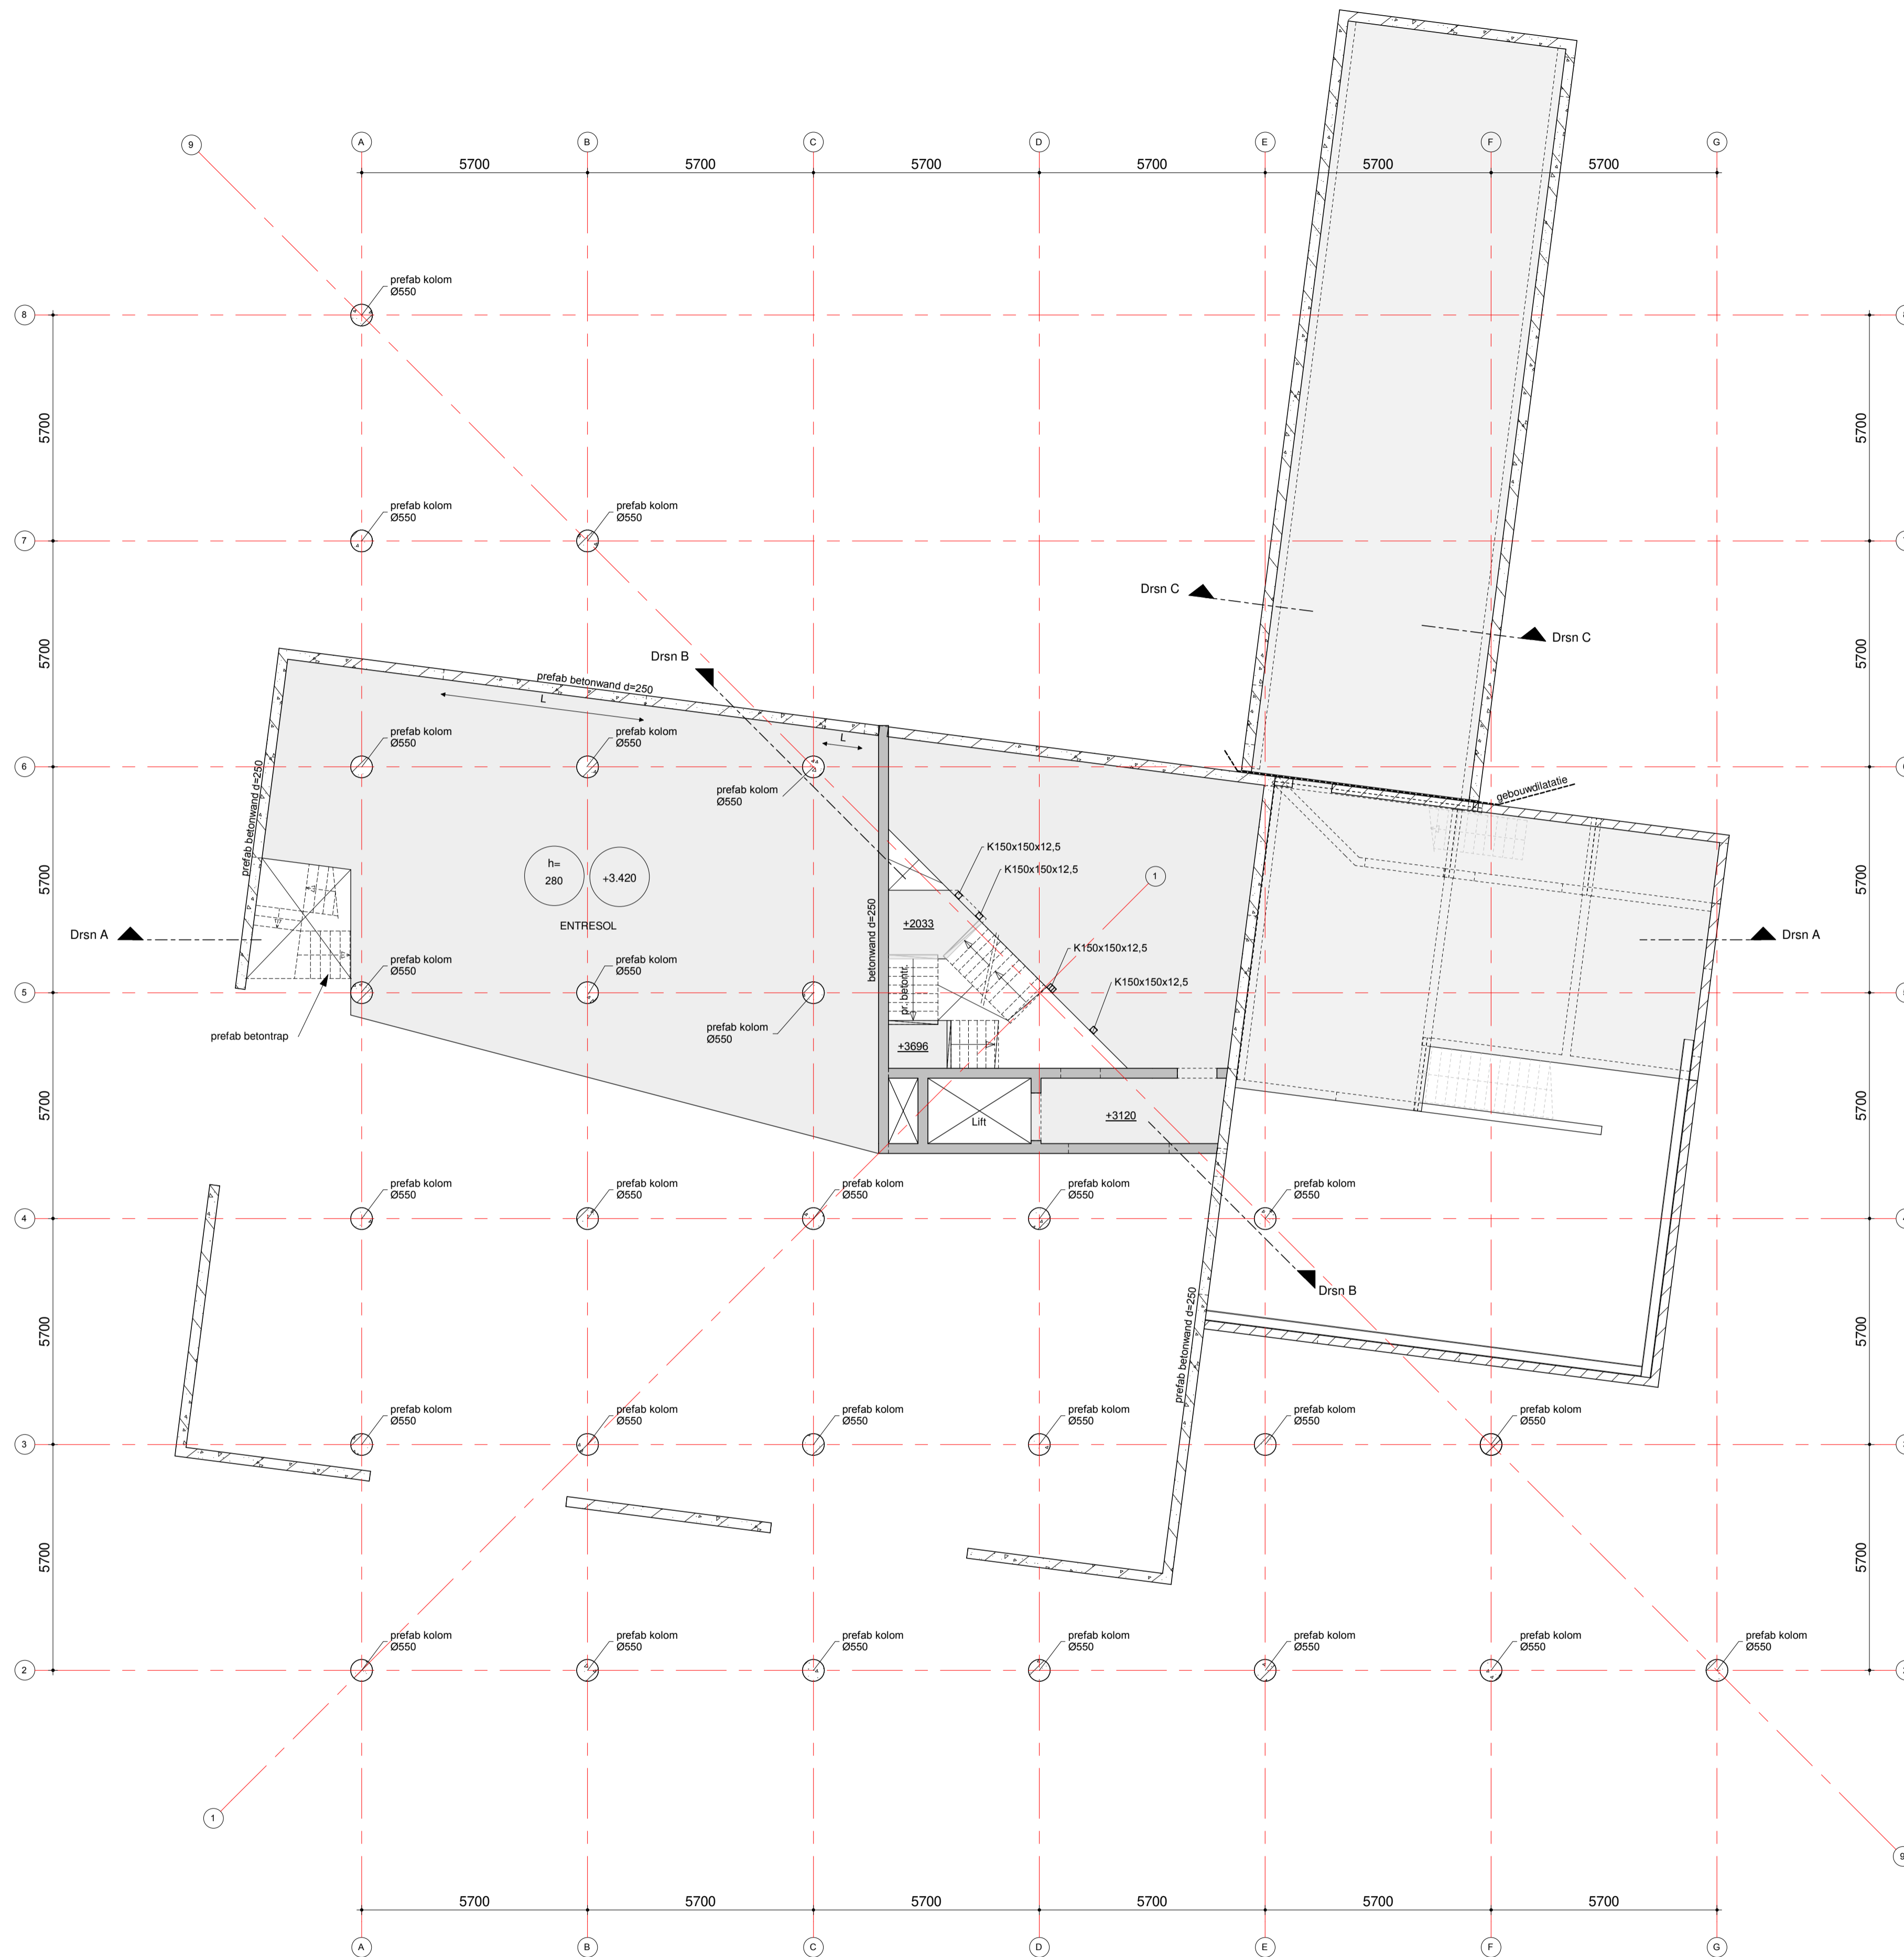 9
A
B
C
D
E
F
G
5700
5700
5700
5700
5700
5700
prefab kolom
Ø550
8
5700
5700
prefab kolom
Ø550
prefab kolom
Ø550
7
Drsn C
Drsn C
5700
5700
Drsn B
prefab betonwand d=250
L
L
prefab kolom
Ø550
prefab kolom
Ø550
prefab kolom
Ø550
6
gebouwdilatatie
prefab betonwand d=250
h=
280
+3.420
ENTRESOL
K150x150x12,5
K150x150x12,5
1
5700
5700
+2033
betonwand d=250
Drsn A
Drsn A
K150x150x12,5
K150x150x12,5
pr. betontr.
prefab kolom
Ø550
prefab kolom
Ø550
prefab kolom
Ø550
5
prefab betontrap
+3696
5700
5700
+3120
Lift
prefab kolom
Ø550
prefab kolom
Ø550
prefab kolom
Ø550
prefab kolom
Ø550
prefab kolom
Ø550
4
Drsn B
5700
5700
prefab betonwand d=250
prefab kolom
Ø550
prefab kolom
Ø550
prefab kolom
Ø550
prefab kolom
Ø550
prefab kolom
Ø550
prefab kolom
Ø550
3
5700
5700
prefab kolom
Ø550
prefab kolom
Ø550
prefab kolom
Ø550
prefab kolom
Ø550
prefab kolom
Ø550
prefab kolom
Ø550
prefab kolom
Ø550
2
1
9
5700
5700
5700
5700
5700
5700
A
B
C
D
E
F
G